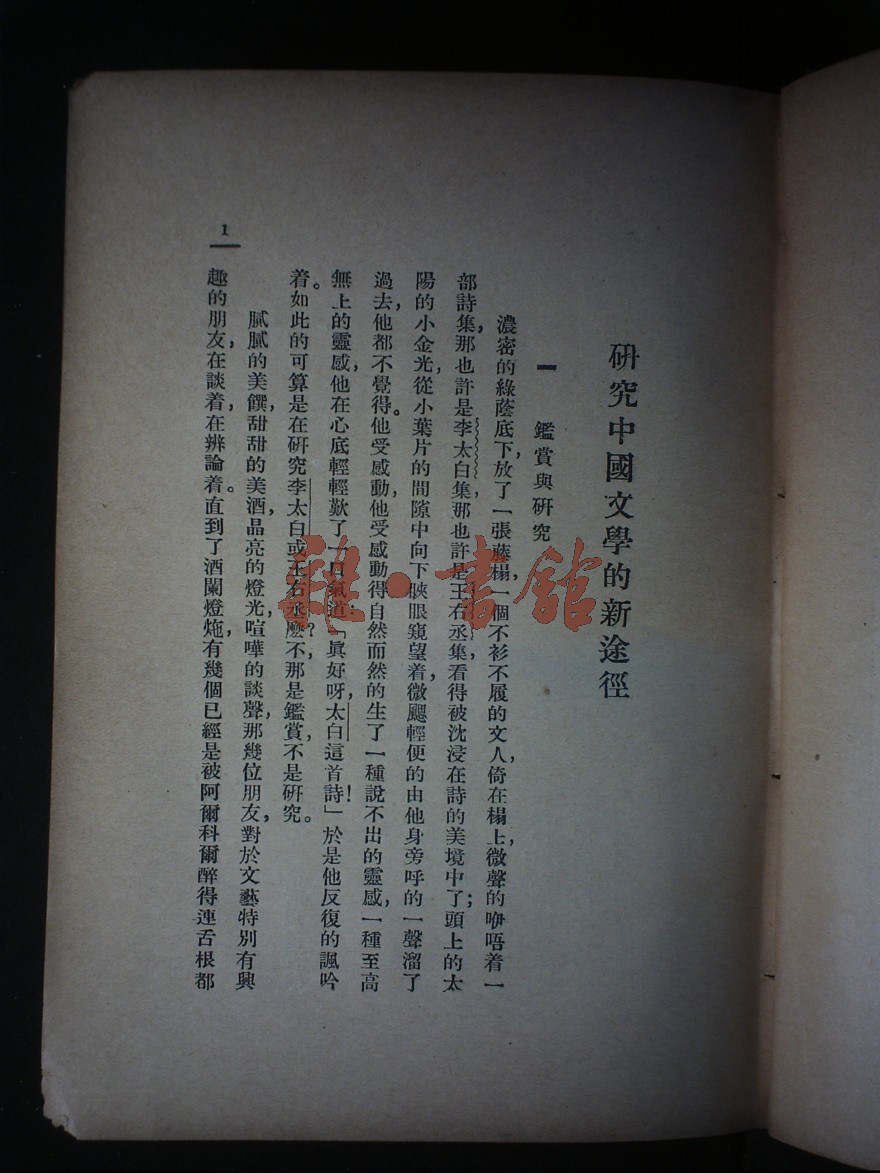 研究中國文學的新途徑
一 鑑賞與研究
濃密的綠蔭底下，放了一張藤榻，一個不衫不履的文人，倚在榻上，微聲的咿唔着一
部詩集，那也許是李太白集，那也許是王右丞集，看得被沈浸在詩的美境中了；頭上的太
陽的小金光，從小葉片的間隙中向下䀹眼窺望着，微颸輕便的由他身旁呼的一聲溜了
過去，他都不覺得。他受感動，他受感動得自然而然的生了一種說不出的靈感，一種至高
無上的靈感，他在心底輕輕歎了一口氣道：「眞好呀，太白這首詩！」於是他反復的諷吟
着。如此的可算是在研究李太白或王右丞麼？不，那是鑑賞，不是研究。
膩膩的美饌，甜甜的美酒，晶亮的燈光，喧嘩的談聲，那幾位朋友，對於文藝特別有興
趣的朋友，在談着，在辨論着。直到了酒闌燈灺，有幾個已經是被阿爾科爾醉得連舌根都
1
雜·書館